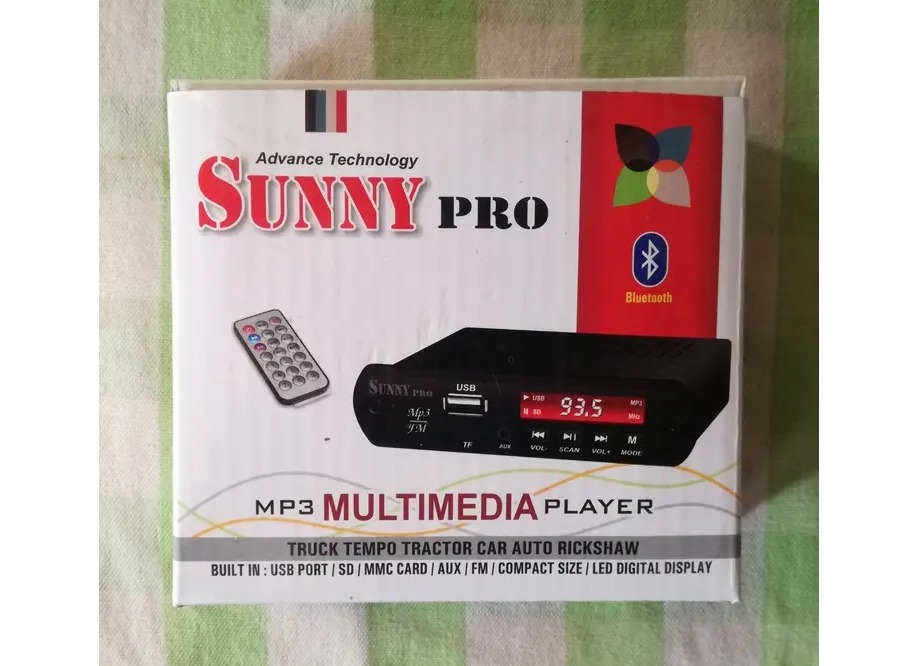 Advance Technology
SUNNY PRO
Bluetooth
SUNNY PRO
USB
Mp3
FM
TF
AUX
USB
SD
93.5
MP3
MHz
VOL-
SCAN
VOL+
M
MODE
MP3 MULTIMEDIA PLAYER
TRUCK TEMPO TRACTOR CAR AUTO RICKSHAW
BUILT IN : USB PORT / SD / MMC CARD / AUX / FM / COMPACT SIZE / LED DIGITAL DISPLAY